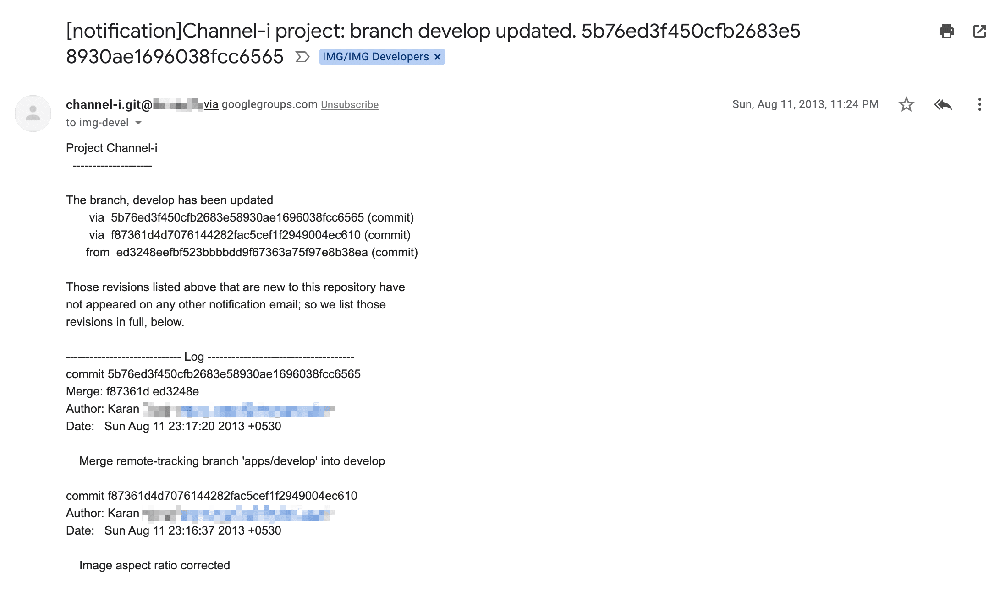 [notification]Channel-i project: branch develop updated. 5b76ed3f450cfb2683e5
8930ae1696038fcc6565 IMG/IMG Developers ×
channel-i.git@ via googlegroups.com Unsubscribe Sun, Aug 11, 2013, 11:24 PM
to img-devel
Project Channel-i
--------------------
The branch, develop has been updated
via 5b76ed3f450cfb2683e58930ae1696038fcc6565 (commit)
via f87361d4d7076144282fac5cef1f2949004ec610 (commit)
from ed3248eefbf523bbbbdd9f67363a75f97e8b38ea (commit)
Those revisions listed above that are new to this repository have
not appeared on any other notification email; so we list those
revisions in full, below.
----------------------------- Log -------------------------------------
commit 5b76ed3f450cfb2683e58930ae1696038fcc6565
Merge: f87361d ed3248e
Author: Karan
Date: Sun Aug 11 23:17:20 2013 +0530
Merge remote-tracking branch 'apps/develop' into develop
commit f87361d4d7076144282fac5cef1f2949004ec610
Author: Karan
Date: Sun Aug 11 23:16:37 2013 +0530
Image aspect ratio corrected